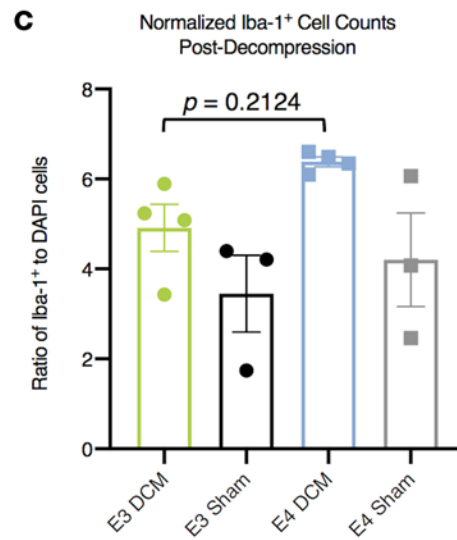 C
Normalized Iba-1⁺ Cell Counts
Post-Decompression
Ratio of Iba-1⁺ to DAPI cells
8
6
4
2
0
p = 0.2124
E3 DCM
E3 Sham
E4 DCM
E4 Sham